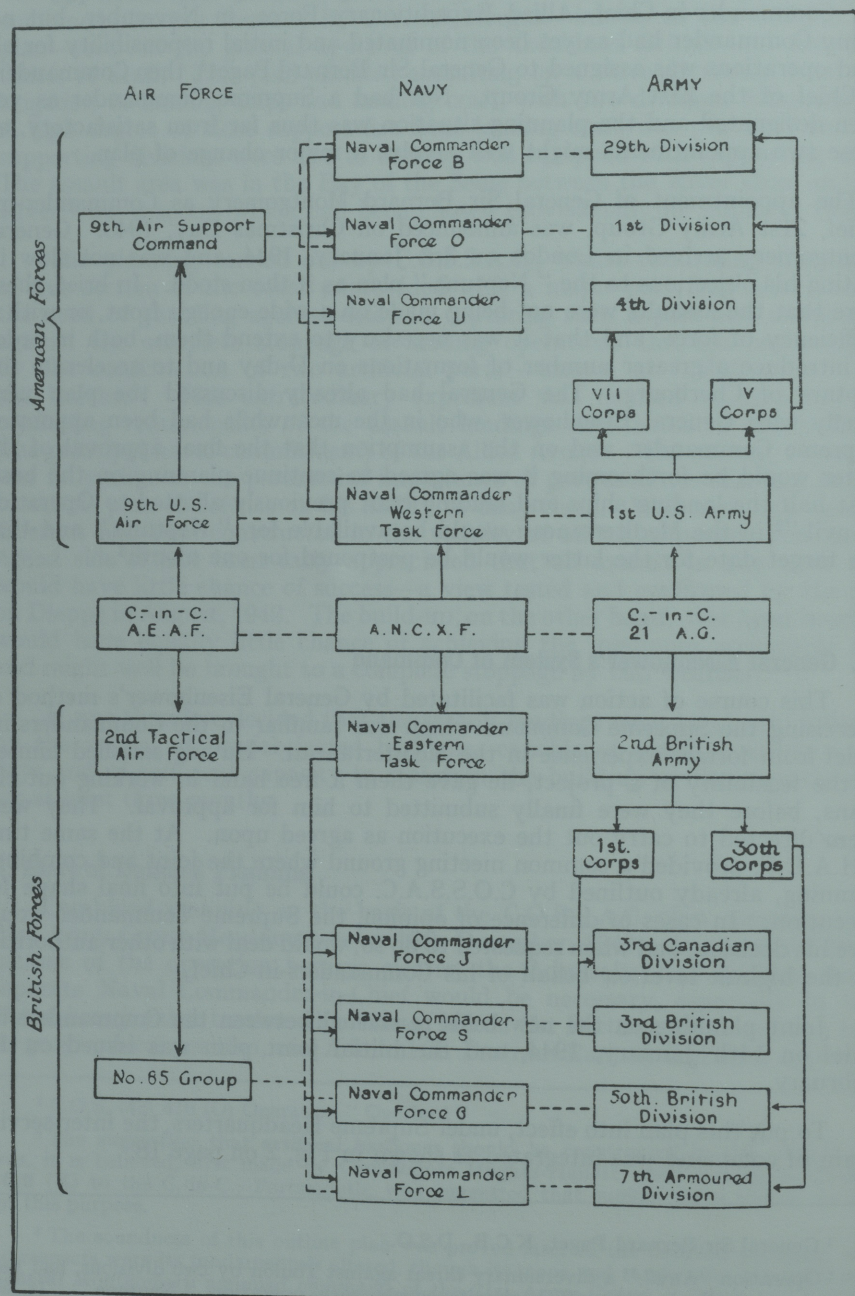 AIR FORCE
NAVY
ARMY
American Forces
Naval Commander
Force B
29th Division
9th Air Support
Command
Naval Commander
Force O
1st Division
Naval Commander
Force U
4th Division
VII
Corps
V
Corps
9th U.S.
Air Force
Naval Commander
Western
Task Force
1st U.S. Army
C.-in-C.
A.E.A.F.
A.N.C.X.F.
C.-in-C.
21 A.G.
British Forces
2nd Tactical
Air Force
Naval Commander
Eastern
Task Force
2nd British
Army
1st.
Corps
30th
Corps
Naval Commander
Force J
3rd Canadian
Division
Naval Commander
Force S
3rd British
Division
No.65 Group
Naval Commander
Force G
50th. British
Division
Naval Commander
Force L
7th Armoured
Division